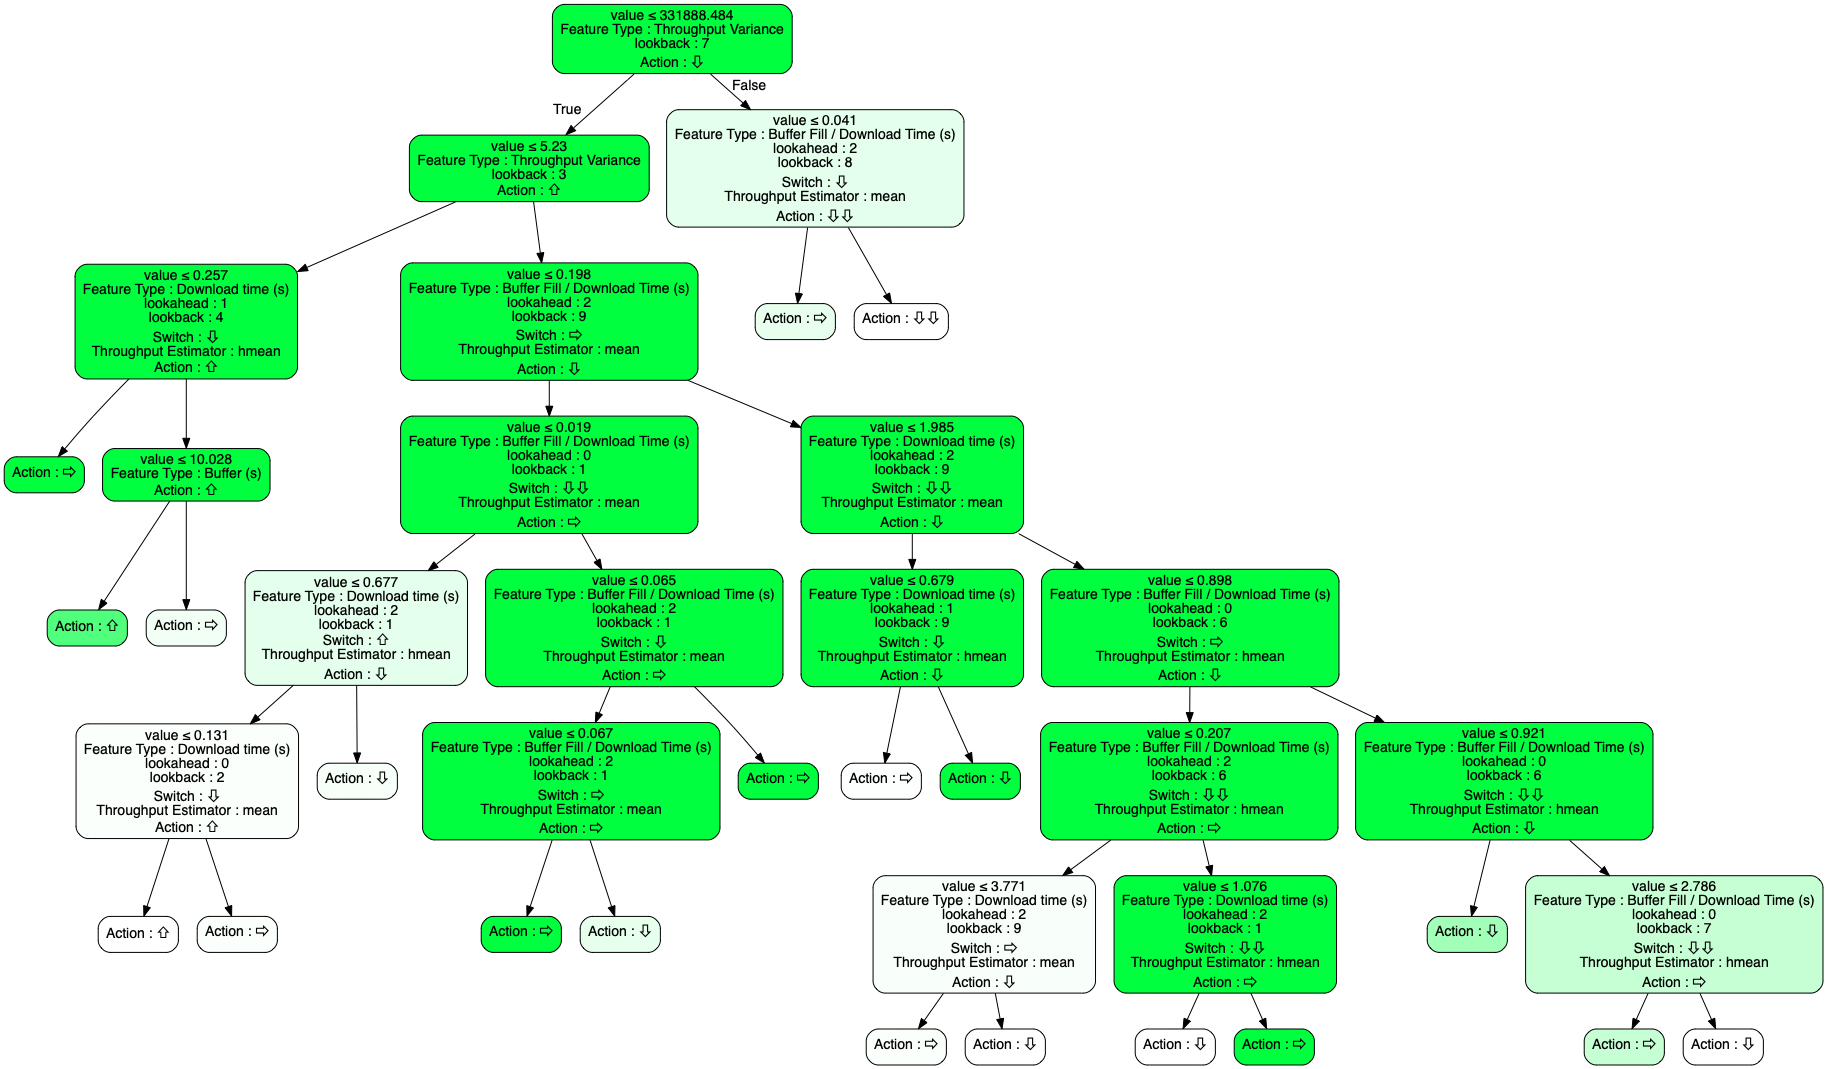 value ≤ 331888.484
Feature Type : Throughput Variance
lookback : 7
Action : ⇩
True
False
value ≤ 5.23
Feature Type : Throughput Variance
lookback : 3
Action : ⇧
value ≤ 0.041
Feature Type : Buffer Fill / Download Time (s)
lookahead : 2
lookback : 8
Switch : ⇩
Throughput Estimator : mean
Action : ⇩⇩
value ≤ 0.257
Feature Type : Download time (s)
lookahead : 1
lookback : 4
Switch : ⇩
Throughput Estimator : hmean
Action : ⇧
value ≤ 0.198
Feature Type : Buffer Fill / Download Time (s)
lookahead : 2
lookback : 9
Switch : ⇨
Throughput Estimator : mean
Action : ⇩
Action : ⇨
Action : ⇩⇩
Action : ⇨
value ≤ 10.028
Feature Type : Buffer (s)
Action : ⇧
value ≤ 0.019
Feature Type : Buffer Fill / Download Time (s)
lookahead : 0
lookback : 1
Switch : ⇩⇩
Throughput Estimator : mean
Action : ⇨
value ≤ 1.985
Feature Type : Download time (s)
lookahead : 2
lookback : 9
Switch : ⇩⇩
Throughput Estimator : mean
Action : ⇩
Action : ⇧
Action : ⇨
value ≤ 0.677
Feature Type : Download time (s)
lookahead : 2
lookback : 1
Switch : ⇧
Throughput Estimator : hmean
Action : ⇩
value ≤ 0.065
Feature Type : Buffer Fill / Download Time (s)
lookahead : 2
lookback : 1
Switch : ⇩
Throughput Estimator : mean
Action : ⇨
value ≤ 0.679
Feature Type : Download time (s)
lookahead : 1
lookback : 9
Switch : ⇩
Throughput Estimator : hmean
Action : ⇩
value ≤ 0.898
Feature Type : Buffer Fill / Download Time (s)
lookahead : 0
lookback : 6
Switch : ⇨
Throughput Estimator : hmean
Action : ⇩
value ≤ 0.131
Feature Type : Download time (s)
lookahead : 0
lookback : 2
Switch : ⇩
Throughput Estimator : mean
Action : ⇧
Action : ⇩
value ≤ 0.067
Feature Type : Buffer Fill / Download Time (s)
lookahead : 2
lookback : 1
Switch : ⇨
Throughput Estimator : mean
Action : ⇨
Action : ⇨
Action : ⇨
Action : ⇩
value ≤ 0.207
Feature Type : Buffer Fill / Download Time (s)
lookahead : 2
lookback : 6
Switch : ⇩⇩
Throughput Estimator : hmean
Action : ⇨
value ≤ 0.921
Feature Type : Buffer Fill / Download Time (s)
lookahead : 0
lookback : 6
Switch : ⇩⇩
Throughput Estimator : hmean
Action : ⇩
Action : ⇧
Action : ⇨
Action : ⇨
Action : ⇩
value ≤ 3.771
Feature Type : Download time (s)
lookahead : 2
lookback : 9
Switch : ⇨
Throughput Estimator : mean
Action : ⇩
value ≤ 1.076
Feature Type : Download time (s)
lookahead : 2
lookback : 1
Switch : ⇩⇩
Throughput Estimator : hmean
Action : ⇨
Action : ⇩
value ≤ 2.786
Feature Type : Buffer Fill / Download Time (s)
lookahead : 0
lookback : 7
Switch : ⇩⇩
Throughput Estimator : hmean
Action : ⇨
Action : ⇨
Action : ⇩
Action : ⇩
Action : ⇨
Action : ⇨
Action : ⇩